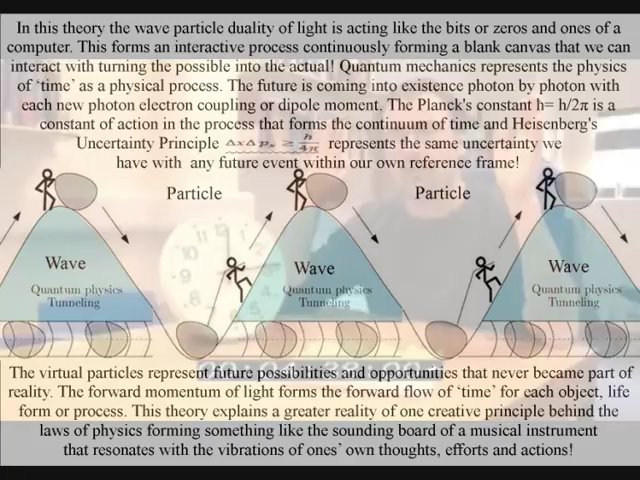 In this theory the wave particle duality of light is acting like the bits or zeros and ones of a
computer. This forms an interactive process continuously forming a blank canvas that we can
interact with turning the possible into the actual! Quantum mechanics represents the physics
of ‘time’ as a physical process. The future is coming into existence photon by photon with
each new photon electron coupling or dipole moment. The Planck's constant h= h/2π is a
constant of action in the process that forms the continuum of time and Heisenberg's
Uncertainty Principle Δx Δpₓ ≥ h/4π represents the same uncertainty we
have with any future event within our own reference frame!
Particle Particle
Wave Wave Wave
Quantum physics Quantum physics Quantum physics
Tunneling Tunneling Tunneling
The virtual particles represent future possibilities and opportunities that never became part of
reality. The forward momentum of light forms the forward flow of ‘time’ for each object, life
form or process. This theory explains a greater reality of one creative principle behind the
laws of physics forming something like the sounding board of a musical instrument
that resonates with the vibrations of ones’ own thoughts, efforts and actions!